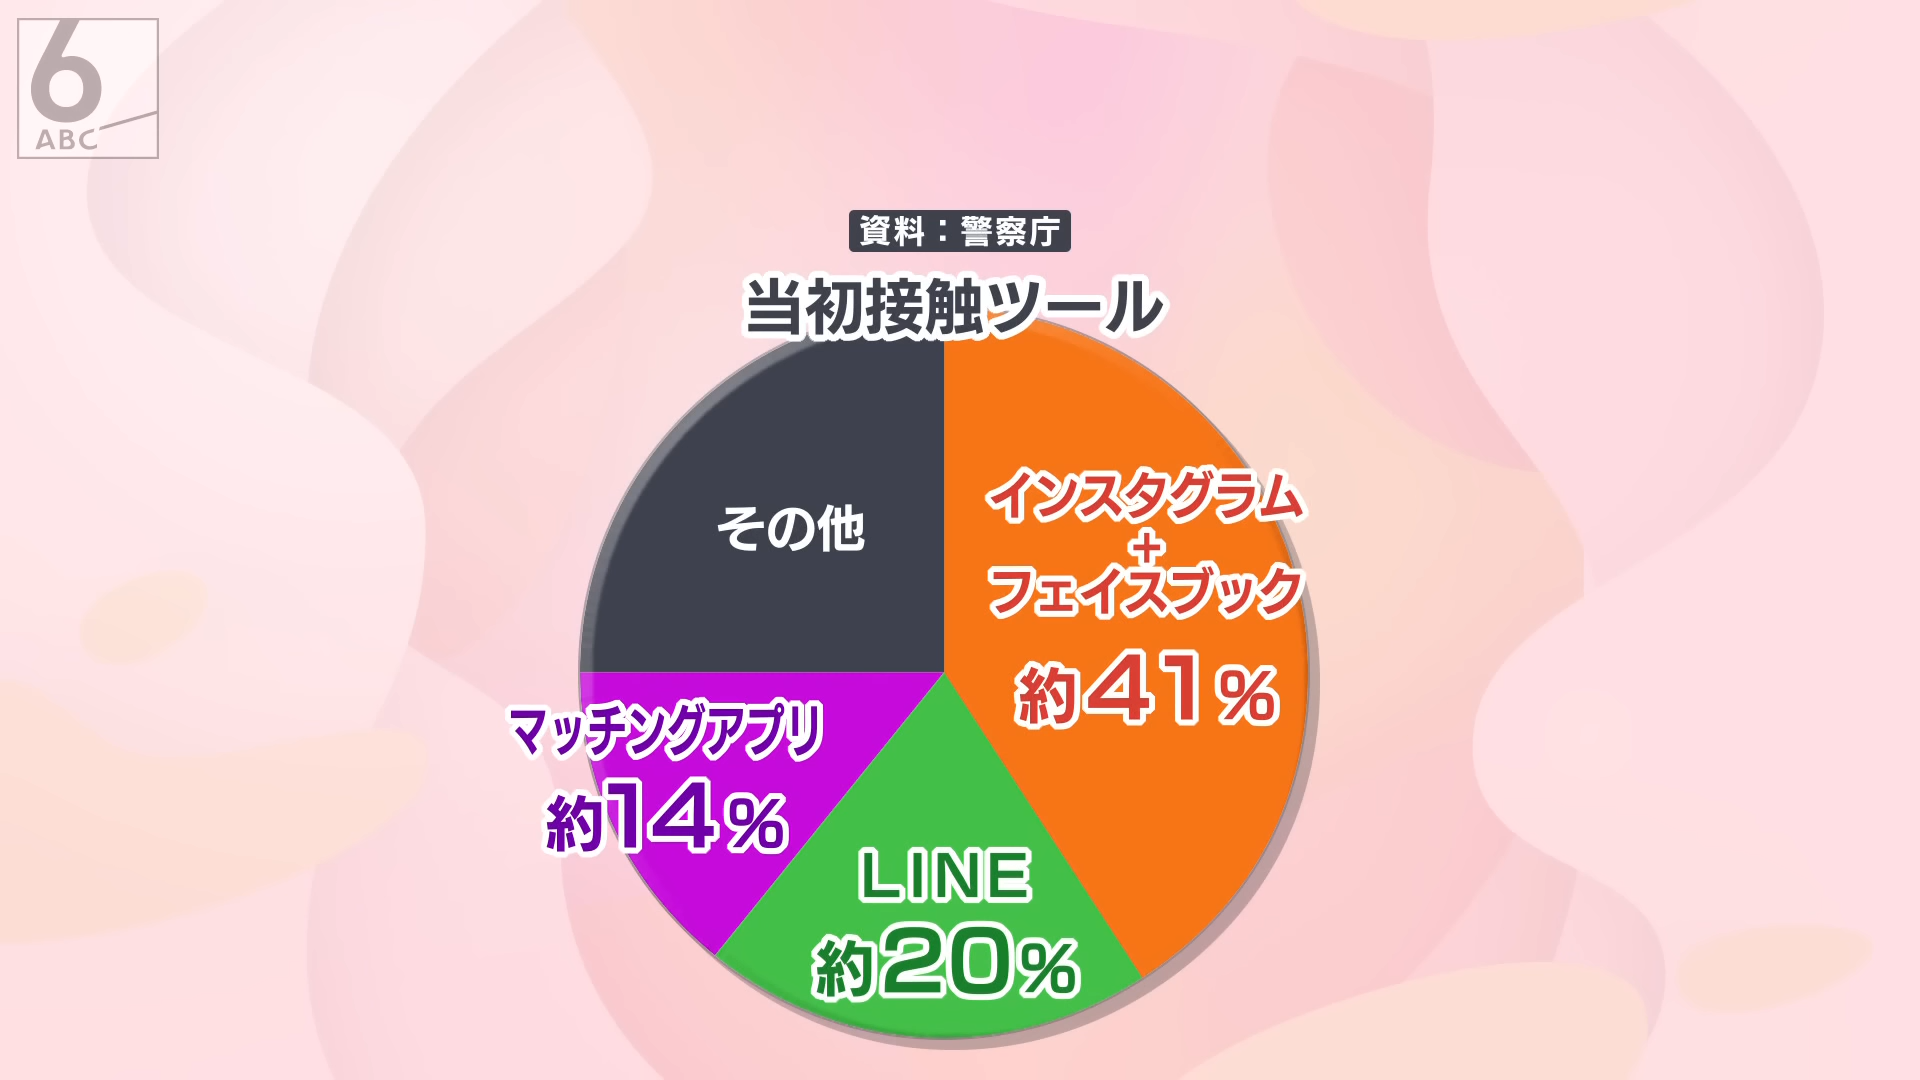 6
ABC
資料：警察庁
当初接触ツール
インスタグラム
+
フェイスブック
約41%
その他
マッチングアプリ
約14%
LINE
約20%